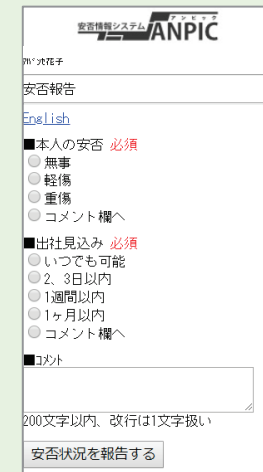 アンピック
安否情報システム ANPIC
花子
安否報告
English
■本人の安否 必須
無事
軽傷
重傷
コメント欄へ
■出社見込み 必須
いつでも可能
2、3日以内
1週間以内
1ヶ月以内
コメント欄へ
■コメント
200文字以内、改行は1文字扱い
安否状況を報告する